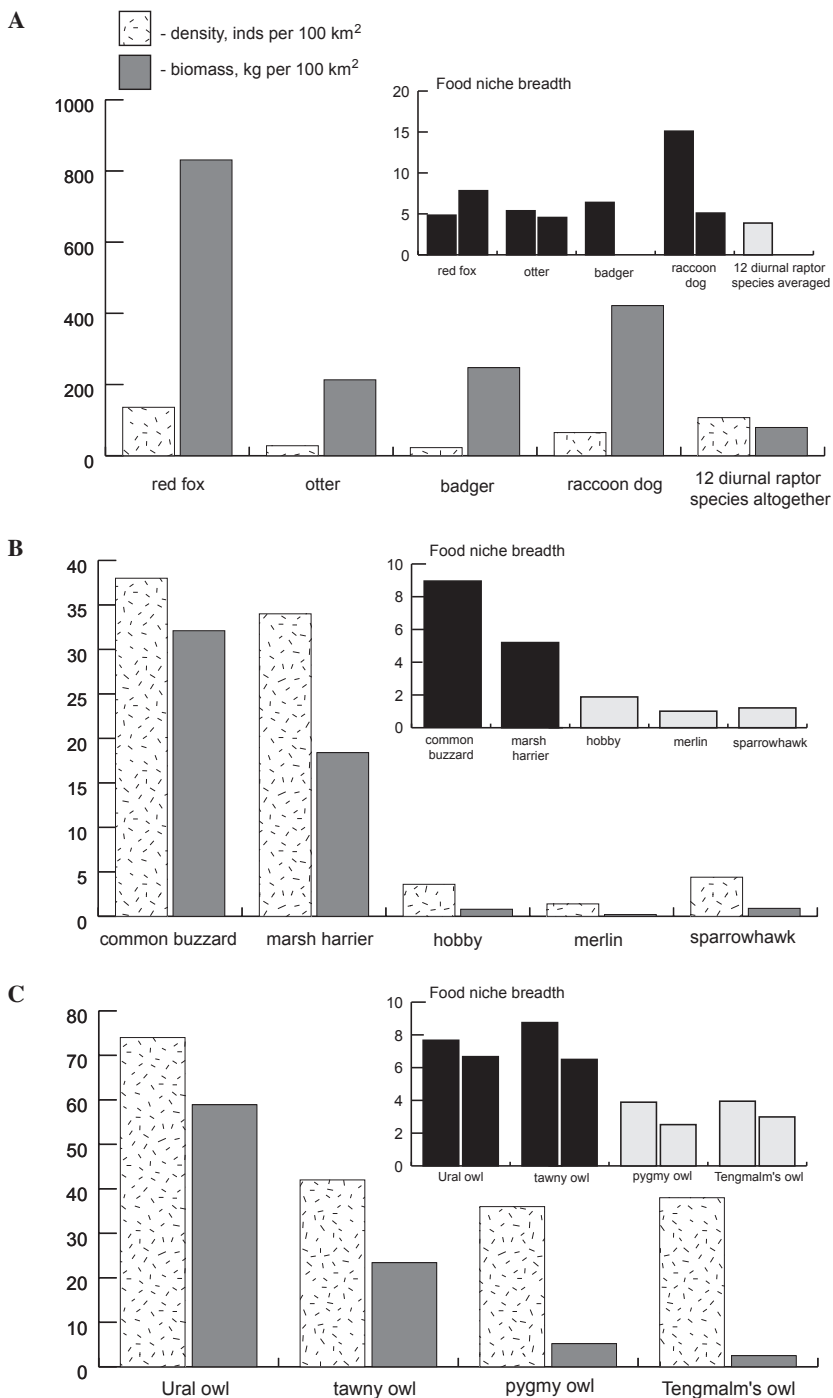 A
- density, inds per 100 km2
- biomass, kg per 100 km2
1000
800
600
400
200
0
Food niche breadth
20
15
10
5
0
red fox
otter
badger
raccoon
dog
12 diurnal raptor
species averaged
red fox
otter
badger
raccoon dog
12 diurnal raptor
species altogether
B
40
35
30
25
20
15
10
5
0
Food niche breadth
10
8
6
4
2
0
common
buzzard
marsh
harrier
hobby
merlin
sparrowhawk
common buzzard
marsh harrier
hobby
merlin
sparrowhawk
C
80
70
60
50
40
30
20
10
0
Food niche breadth
10
8
6
4
2
0
Ural owl
tawny owl
pygmy owl
Tengmalm's owl
Ural owl
tawny owl
pygmy owl
Tengmalm's owl